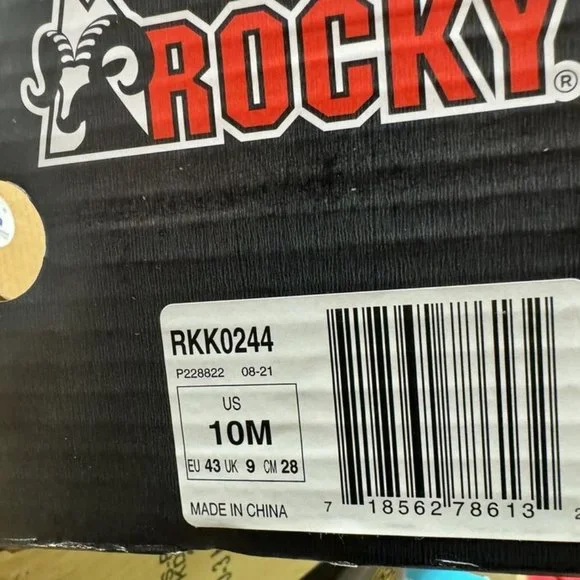 ROCKY®
RKK0244
P228822 08-21
US
10M
EU 43 UK 9 CM 28
MADE IN CHINA
7 18562 78613 2